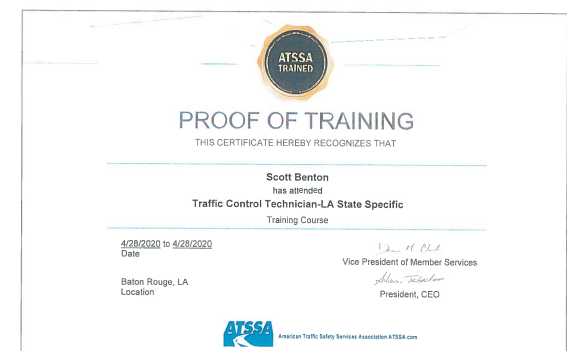 ATSSA
TRAINED
PROOF OF TRAINING
THIS CERTIFICATE HEREBY RECOGNIZES THAT
Scott Benton
has attended
Traffic Control Technician-LA State Specific
Training Course
4/28/2020 to 4/28/2020
Date
Vice President of Member Services
Baton Rouge, LA
Location
President, CEO
ATSSA
American Traffic Safety Services Association ATSSA.com